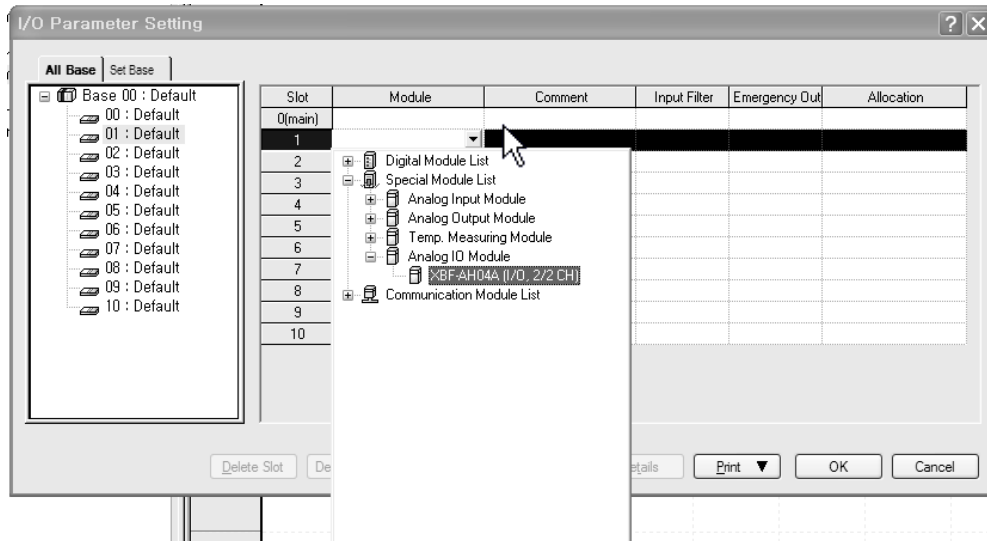 I/O Parameter Setting
All Base Set Base
Base 00 : Default
00 : Default
01 : Default
02 : Default
03 : Default
04 : Default
05 : Default
06 : Default
07 : Default
08 : Default
09 : Default
10 : Default
Slot Module Comment Input Filter Emergency Out Allocation
0(main)
1
2
3
4
5
6
7
8
9
10
Digital Module List
Special Module List
Analog Input Module
Analog Output Module
Temp. Measuring Module
Analog IO Module
XBF-AH04A (I/O, 2/2 CH)
Communication Module List
Delete Slot De etails Print OK Cancel